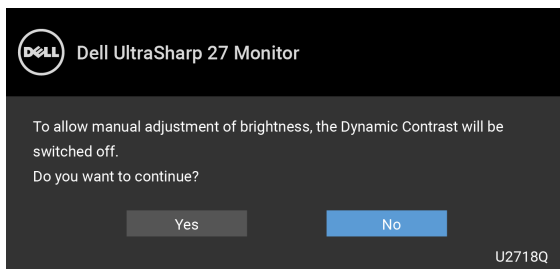 DELL
Dell UltraSharp 27 Monitor
To allow manual adjustment of brightness, the Dynamic Contrast will be
switched off.
Do you want to continue?
Yes
No
U2718Q